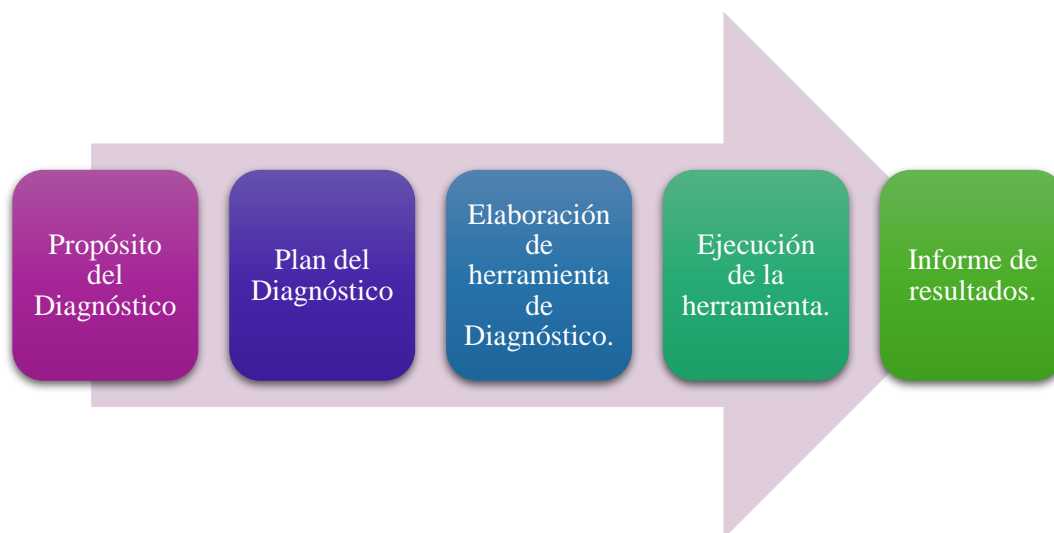 Propósito
del
Diagnóstico
Plan del
Diagnóstico
Elaboración
de
herramienta
de
Diagnóstico.
Ejecución
de la
herramienta.
Informe de
resultados.